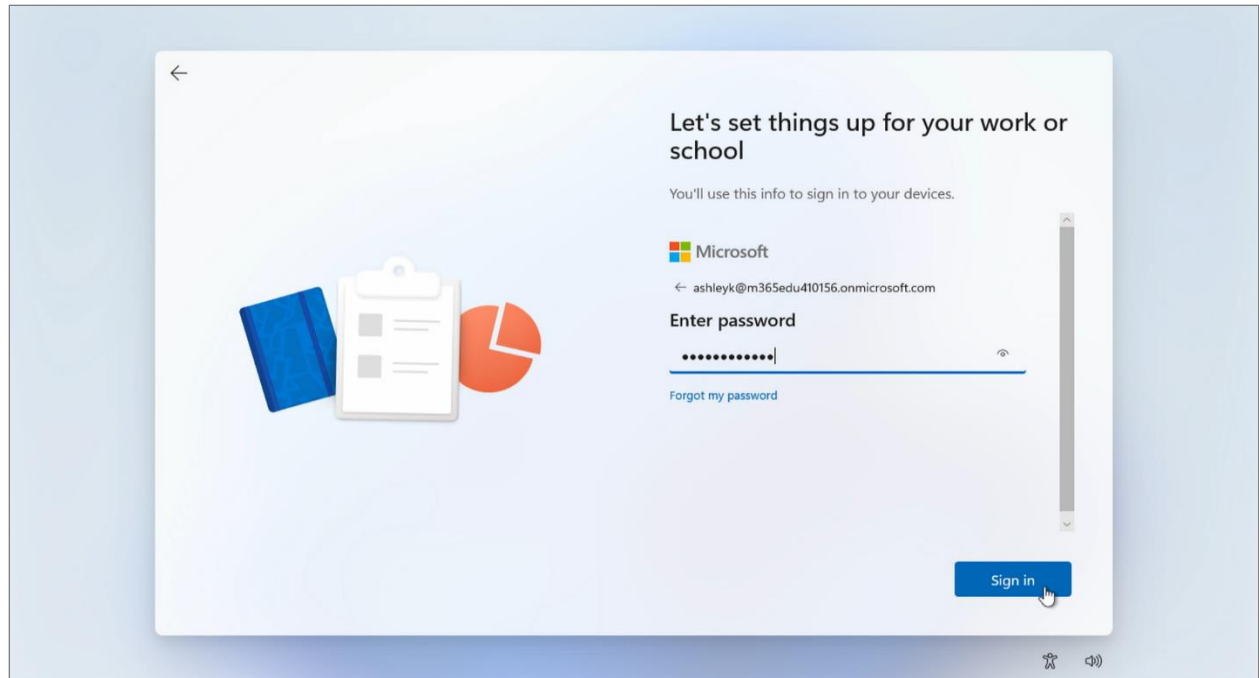 Let's set things up for your work or
school
You'll use this info to sign in to your devices.
Microsoft
ashleyk@m365edu410156.onmicrosoft.com
Enter password
••••••••••••
Forgot my password
Sign in